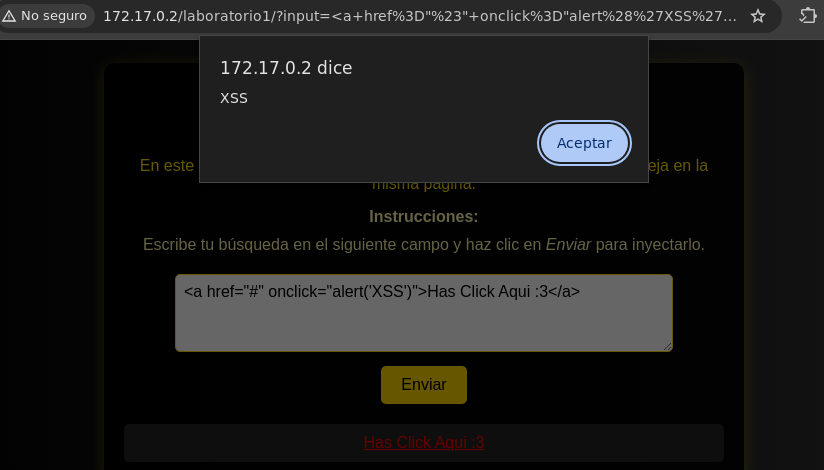 No seguro 172.17.0.2/laboratorio1/?input=<a+href%3D"%23"+onclick%3D"alert%28%27XSS%27...
172.17.0.2 dice
XSS
Aceptar
En este eja en la
misma página.
Instrucciones:
Escribe tu búsqueda en el siguiente campo y haz clic en Enviar para inyectarlo.
<a href="#" onclick="alert('XSS')">Has Click Aqui :3</a>
Enviar
Has Click Aqui :3